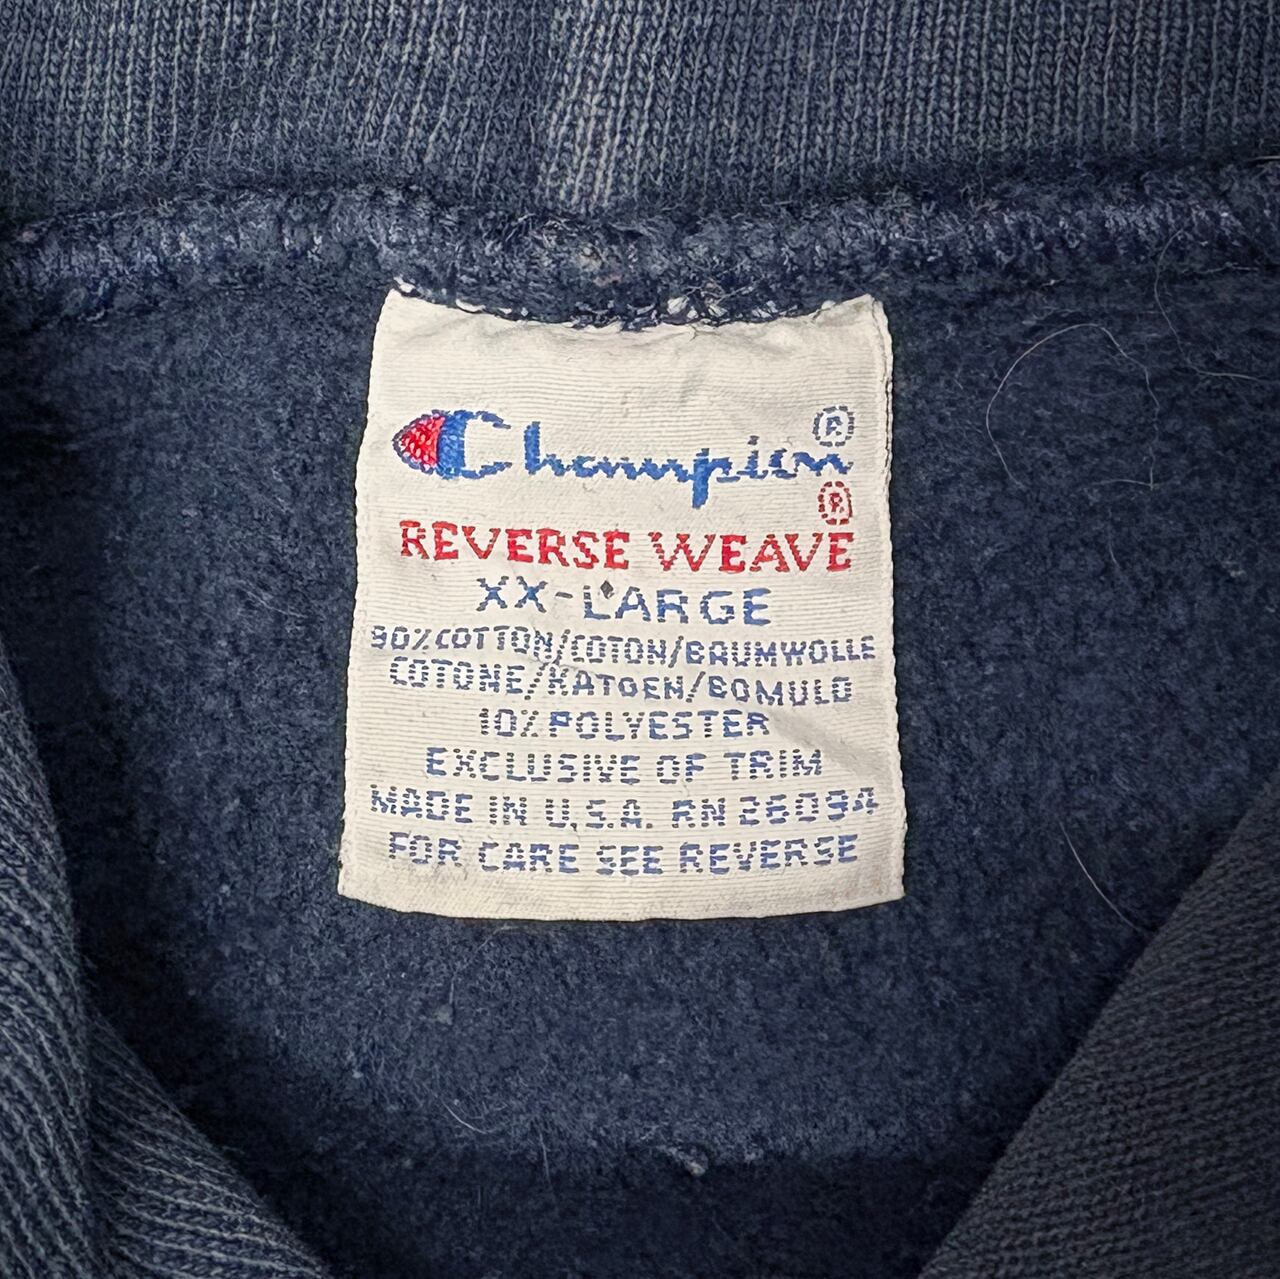 Champion®
®
REVERSE WEAVE
XX-LARGE
90% COTTON/COTON/BAUMWOLLE
COTONE/KATOEN/BOMULD
10% POLYESTER
EXCLUSIVE OF TRIM
MADE IN U.S.A. RN 26094
FOR CARE SEE REVERSE